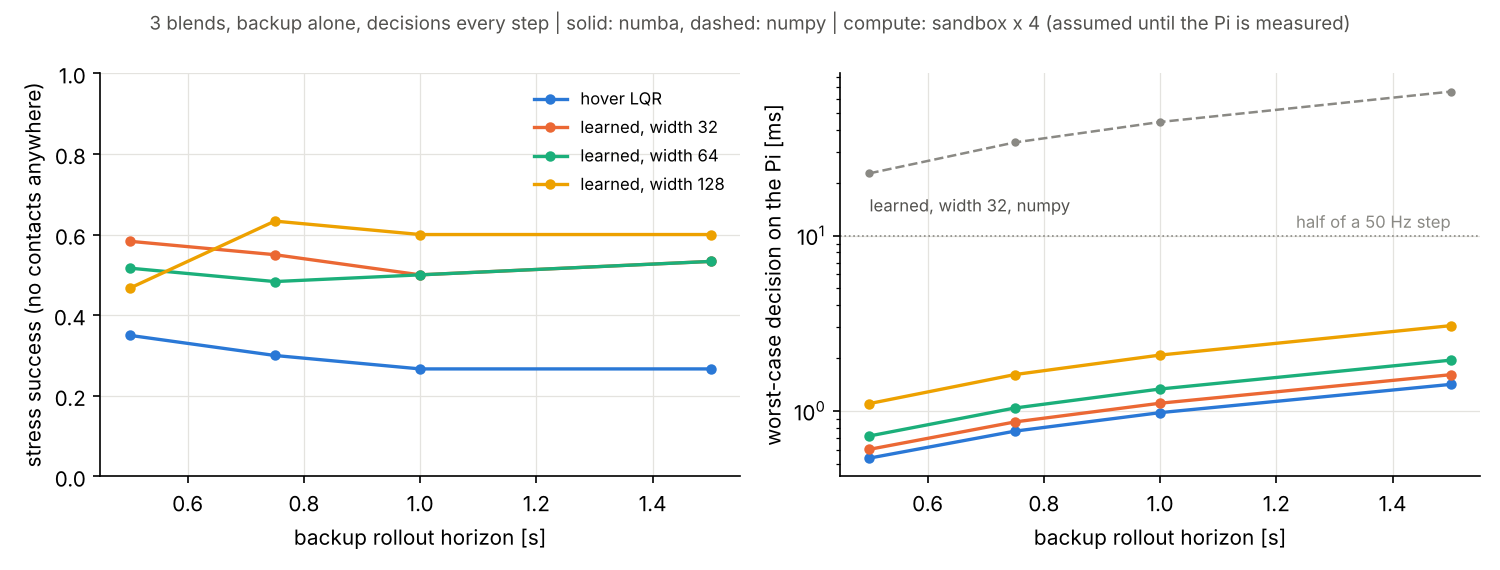 3 blends, backup alone, decisions every step | solid: numba, dashed: numpy | compute: sandbox x 4 (assumed until the Pi is measured)
stress success (no contacts anywhere)
1.0
0.8
0.6
0.4
0.2
0.0
hover LQR
learned, width 32
learned, width 64
learned, width 128
0.6 0.8 1.0 1.2 1.4
backup rollout horizon [s]
worst-case decision on the Pi [ms]
10¹
10⁰
learned, width 32, numpy
half of a 50 Hz step
0.6 0.8 1.0 1.2 1.4
backup rollout horizon [s]